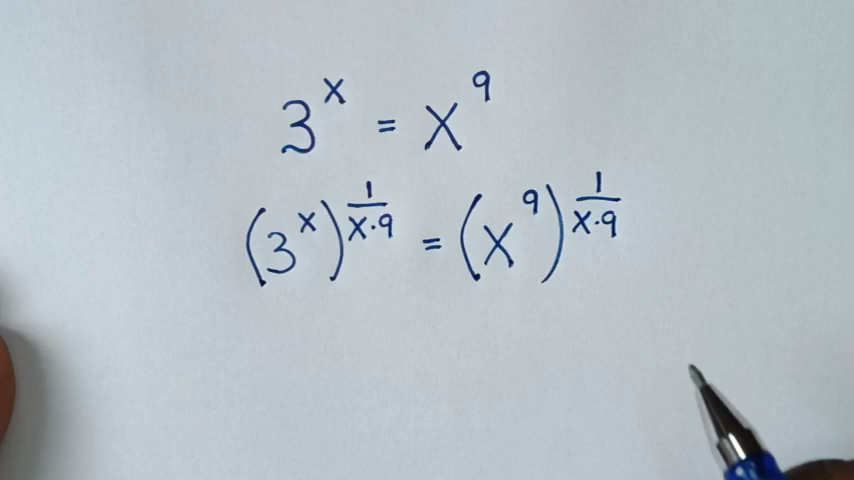 3^x = x^9
(3^x)^(1/(x·9)) = (x^9)^(1/(x·9))